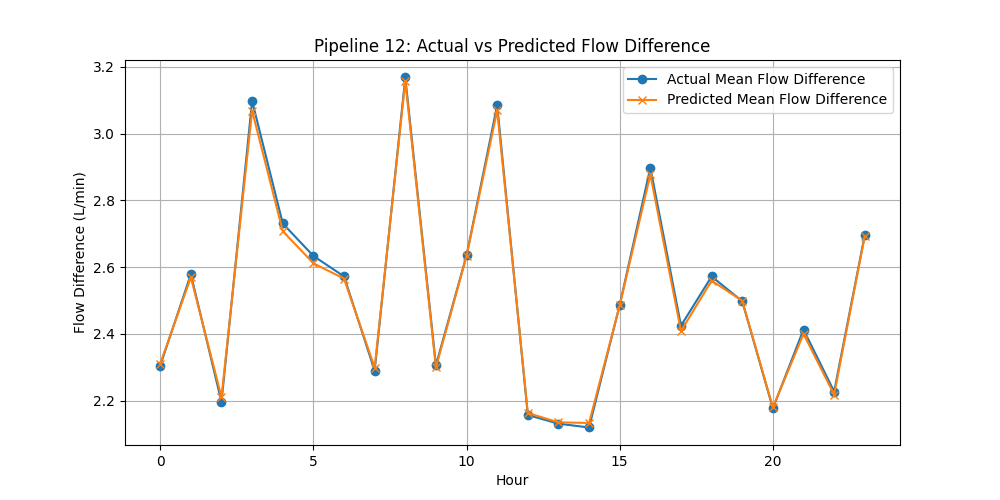 Pipeline 12: Actual vs Predicted Flow Difference
Actual Mean Flow Difference
Predicted Mean Flow Difference
Flow Difference (L/min)
3.2
3.0
2.8
2.6
2.4
2.2
0
5
10
15
20
Hour